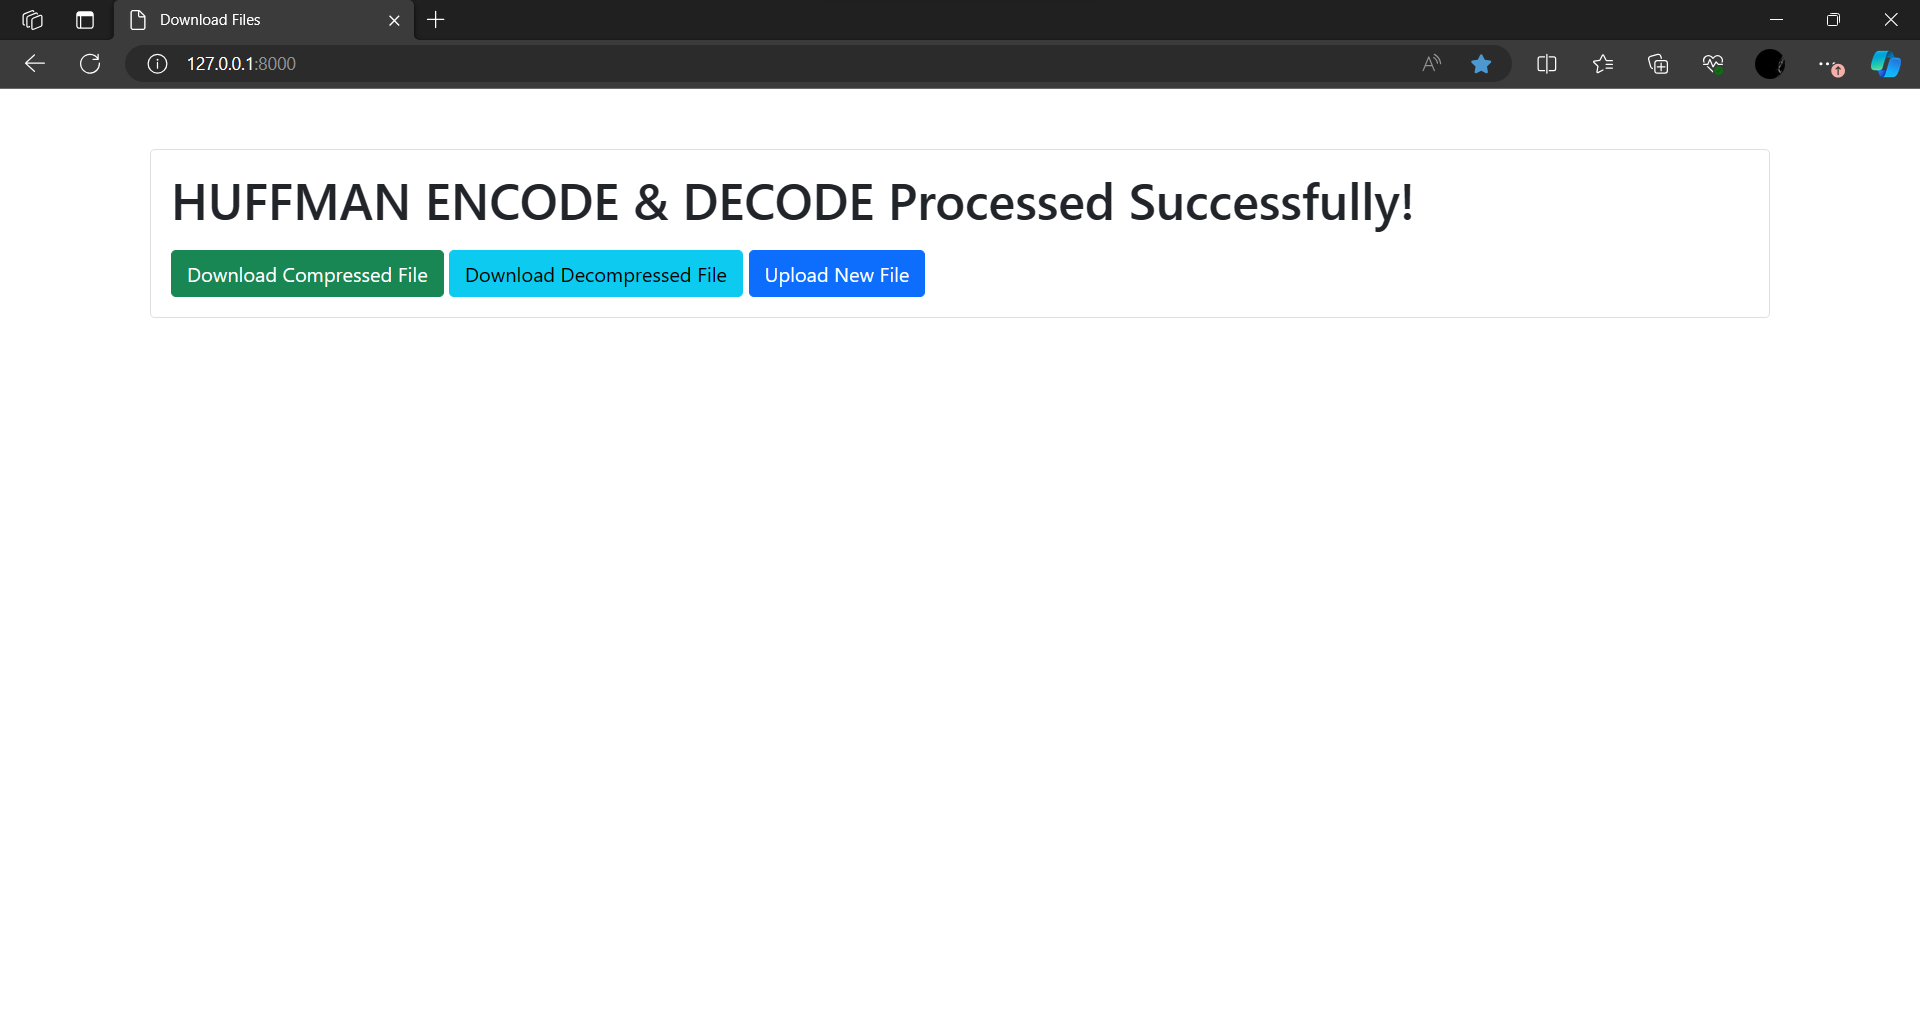 Download Files
127.0.0.1:8000
HUFFMAN ENCODE & DECODE Processed Successfully!
Download Compressed File Download Decompressed File Upload New File